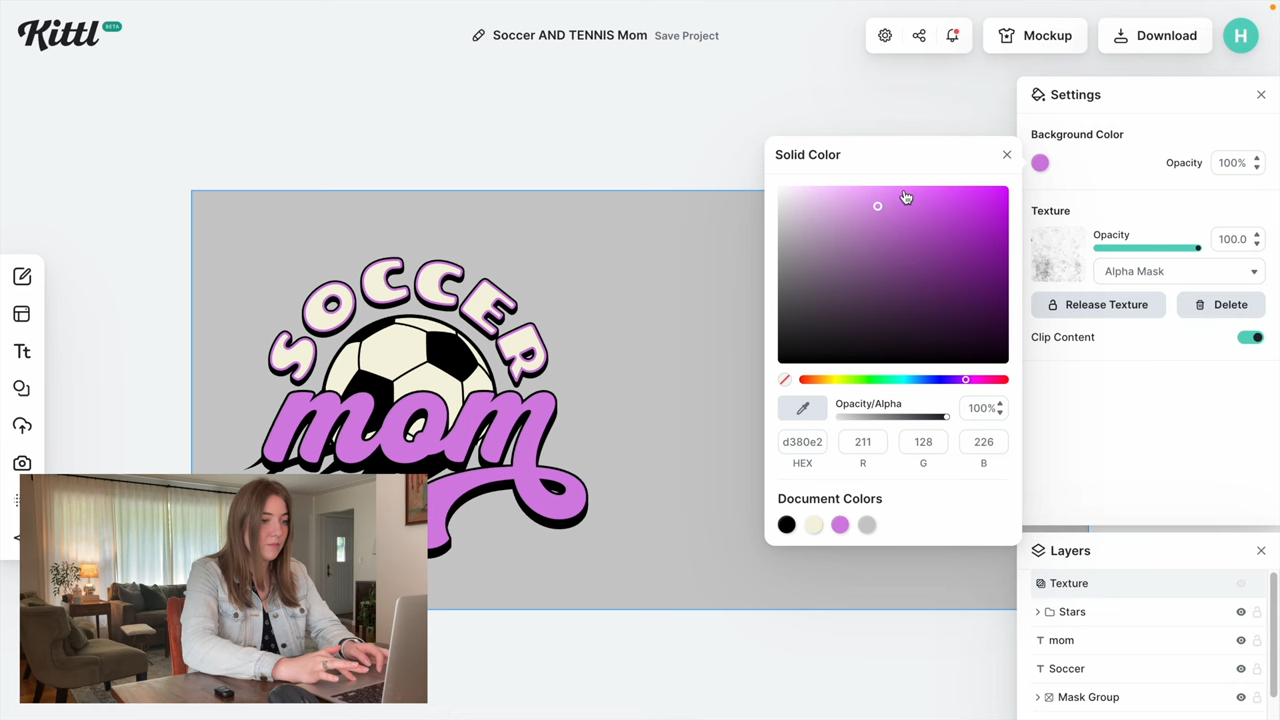 Kittl BETA
Soccer AND TENNIS Mom Save Project
Mockup
Download
H
Settings
Background Color
Opacity 100%
Texture
Opacity
100.0
Alpha Mask
Release Texture
Delete
Clip Content
Solid Color
Opacity/Alpha
100%
d380e2 211 128 226
HEX R G B
Document Colors
Tt
SOCCER
mom
Layers
Texture
Stars
T mom
T Soccer
Mask Group